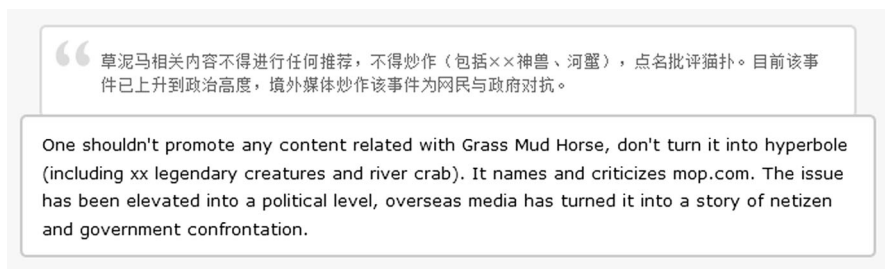 草泥马相关内容不得进行任何推荐，不得炒作（包括××神兽、河蟹），点名批评猫扑。目前该事
件已上升到政治高度，境外媒体炒作该事件为网民与政府对抗。
One shouldn't promote any content related with Grass Mud Horse, don't turn it into hyperbole
(including xx legendary creatures and river crab). It names and criticizes mop.com. The issue
has been elevated into a political level, overseas media has turned it into a story of netizen
and government confrontation.